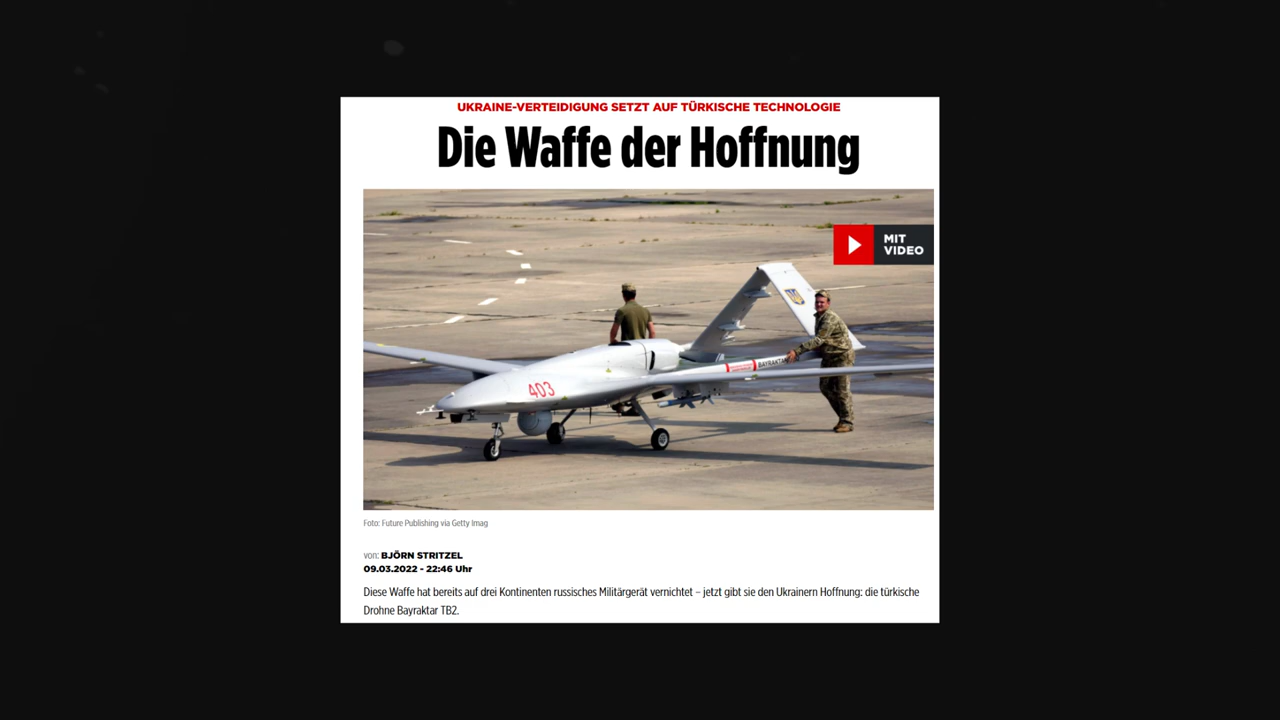 UKRAINE-VERTEIDIGUNG SETZT AUF TÜRKISCHE TECHNOLOGIE
Die Waffe der Hoffnung
MIT
VIDEO
BAYRAKTAR
403
Foto: Future Publishing via Getty Imag
von: BJÖRN STRITZEL
09.03.2022 - 22:46 Uhr
Diese Waffe hat bereits auf drei Kontinenten russisches Militärgerät vernichtet – jetzt gibt sie den Ukrainern Hoffnung: die türkische
Drohne Bayraktar TB2.